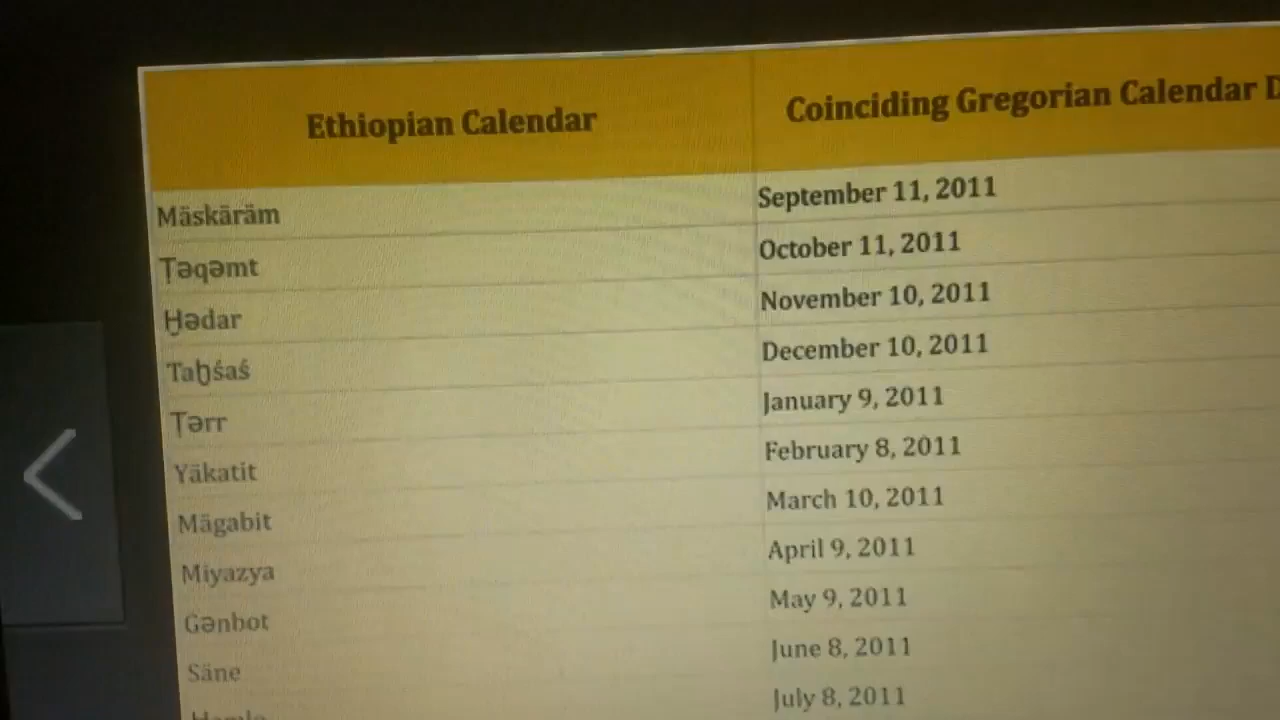 Ethiopian Calendar Coinciding Gregorian Calendar
Mäskäräm September 11, 2011
Ṭəqəmt October 11, 2011
Ḫədar November 10, 2011
Taḫśaś December 10, 2011
Ṭərr January 9, 2011
Yäkatit February 8, 2011
Mägabit March 10, 2011
Miyazya April 9, 2011
Gənbot May 9, 2011
Säne June 8, 2011
July 8, 2011